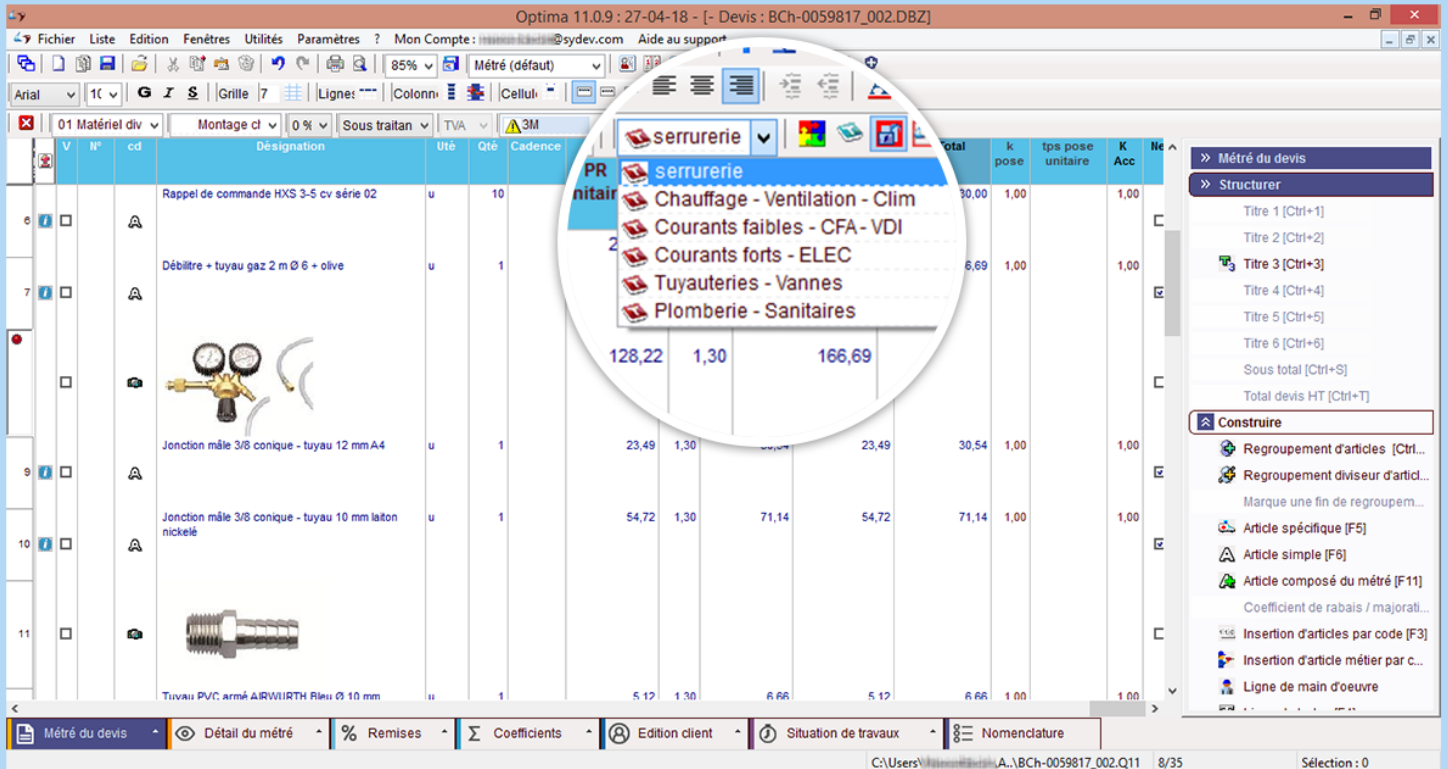 Optima 11.0.9 : 27-04-18 - [- Devis : BCh-0059817_002.DBZ]
Fichier Liste Edition Fenêtres Utilités Paramètres ? Mon Compte : @sydev.com Aide au support
85% Métré (défaut)
Arial 1( G I S Grille 7 Lignes Colonn Cellul
01 Matériel div Montage ch 0 % Sous traitan TVA 3M
serrurerie
serrurerie
Chauffage - Ventilation - Clim
Courants faibles - CFA - VDI
Courants forts - ELEC
Tuyauteries - Vannes
Plomberie - Sanitaires
V N° cd Désignation Uté Qté Cadence PR nitair Total k pose tps pose unitaire K Acc Ne
6 Rappel de commande HXS 3-5 cv série 02 u 10 30,00 1,00 1,00
7 Débilitre + tuyau gaz 2 m Ø 6 + olive u 1 128,22 1,30 166,69 6,69 1,00 1,00
9 Jonction mâle 3/8 conique - tuyau 12 mm A4 u 1 23,49 1,30 23,49 30,54 1,00 1,00
10 Jonction mâle 3/8 conique - tuyau 10 mm laiton nickelé u 1 54,72 1,30 71,14 54,72 71,14 1,00 1,00
11
Tuyau PVC armé AIRWURTH Bleu Ø 10 mm u 1 5,12 1,30 6,66 5,12 6,66 1,00 1,00
Métré du devis
Structurer
Titre 1 [Ctrl+1]
Titre 2 [Ctrl+2]
Titre 3 [Ctrl+3]
Titre 4 [Ctrl+4]
Titre 5 [Ctrl+5]
Titre 6 [Ctrl+6]
Sous total [Ctrl+S]
Total devis HT [Ctrl+T]
Construire
Regroupement d'articles [Ctrl...
Regroupement diviseur d'articl...
Marque une fin de regroupem...
Article spécifique [F5]
Article simple [F6]
Article composé du métré [F11]
Coefficient de rabais / majorati...
Insertion d'articles par code [F3]
Insertion d'article métier par c...
Ligne de main d'oeuvre
Métré du devis Détail du métré % Remises Σ Coefficients Edition client Situation de travaux Nomenclature
C:\Users\ A..\BCh-0059817_002.Q11 8/35 Sélection : 0